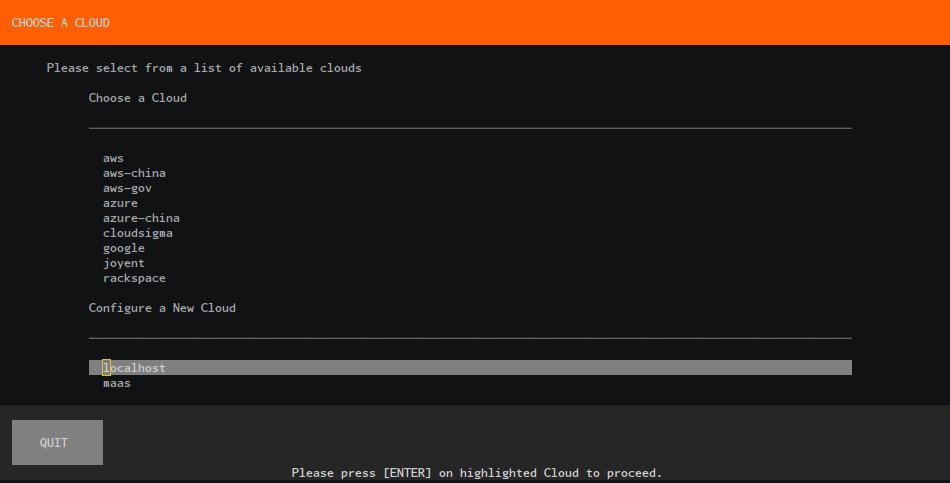 CHOOSE A CLOUD
Please select from a list of available clouds
Choose a Cloud
aws
aws-china
aws-gov
azure
azure-china
cloudsigma
google
joyent
rackspace
Configure a New Cloud
localhost
maas
QUIT
Please press [ENTER] on highlighted Cloud to proceed.